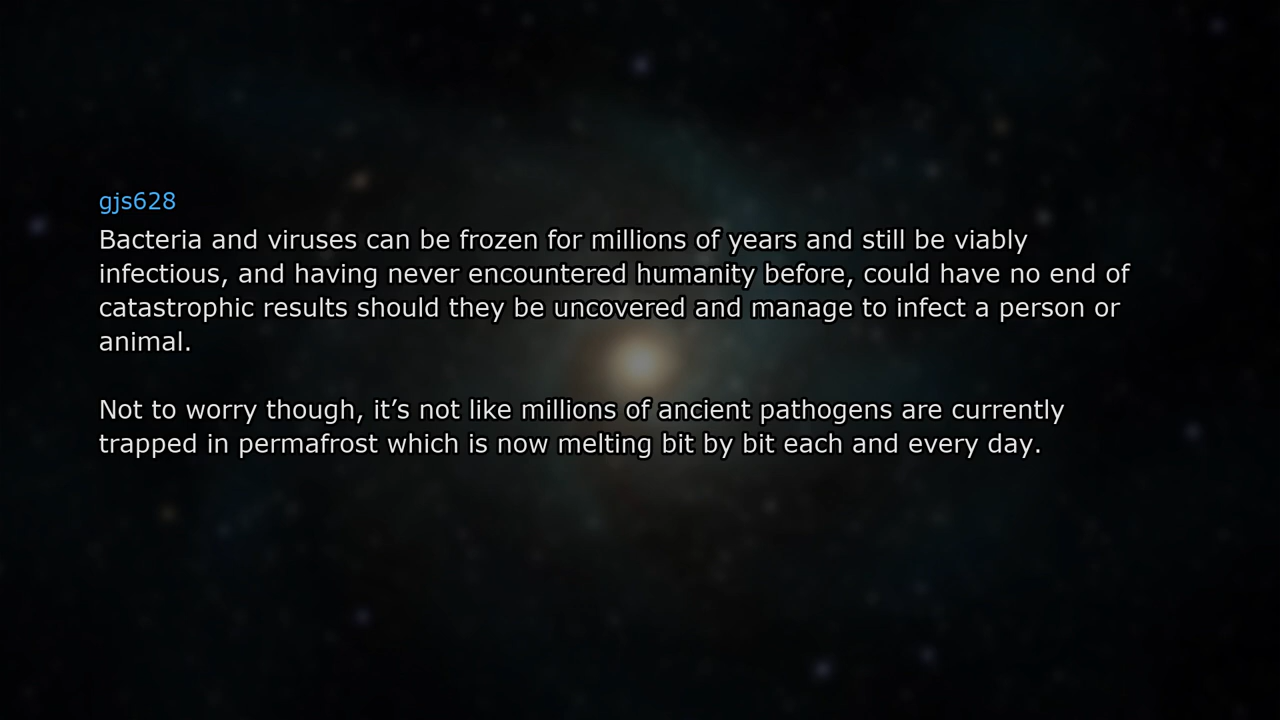 gjs628
Bacteria and viruses can be frozen for millions of years and still be viably
infectious, and having never encountered humanity before, could have no end of
catastrophic results should they be uncovered and manage to infect a person or
animal.
Not to worry though, it’s not like millions of ancient pathogens are currently
trapped in permafrost which is now melting bit by bit each and every day.